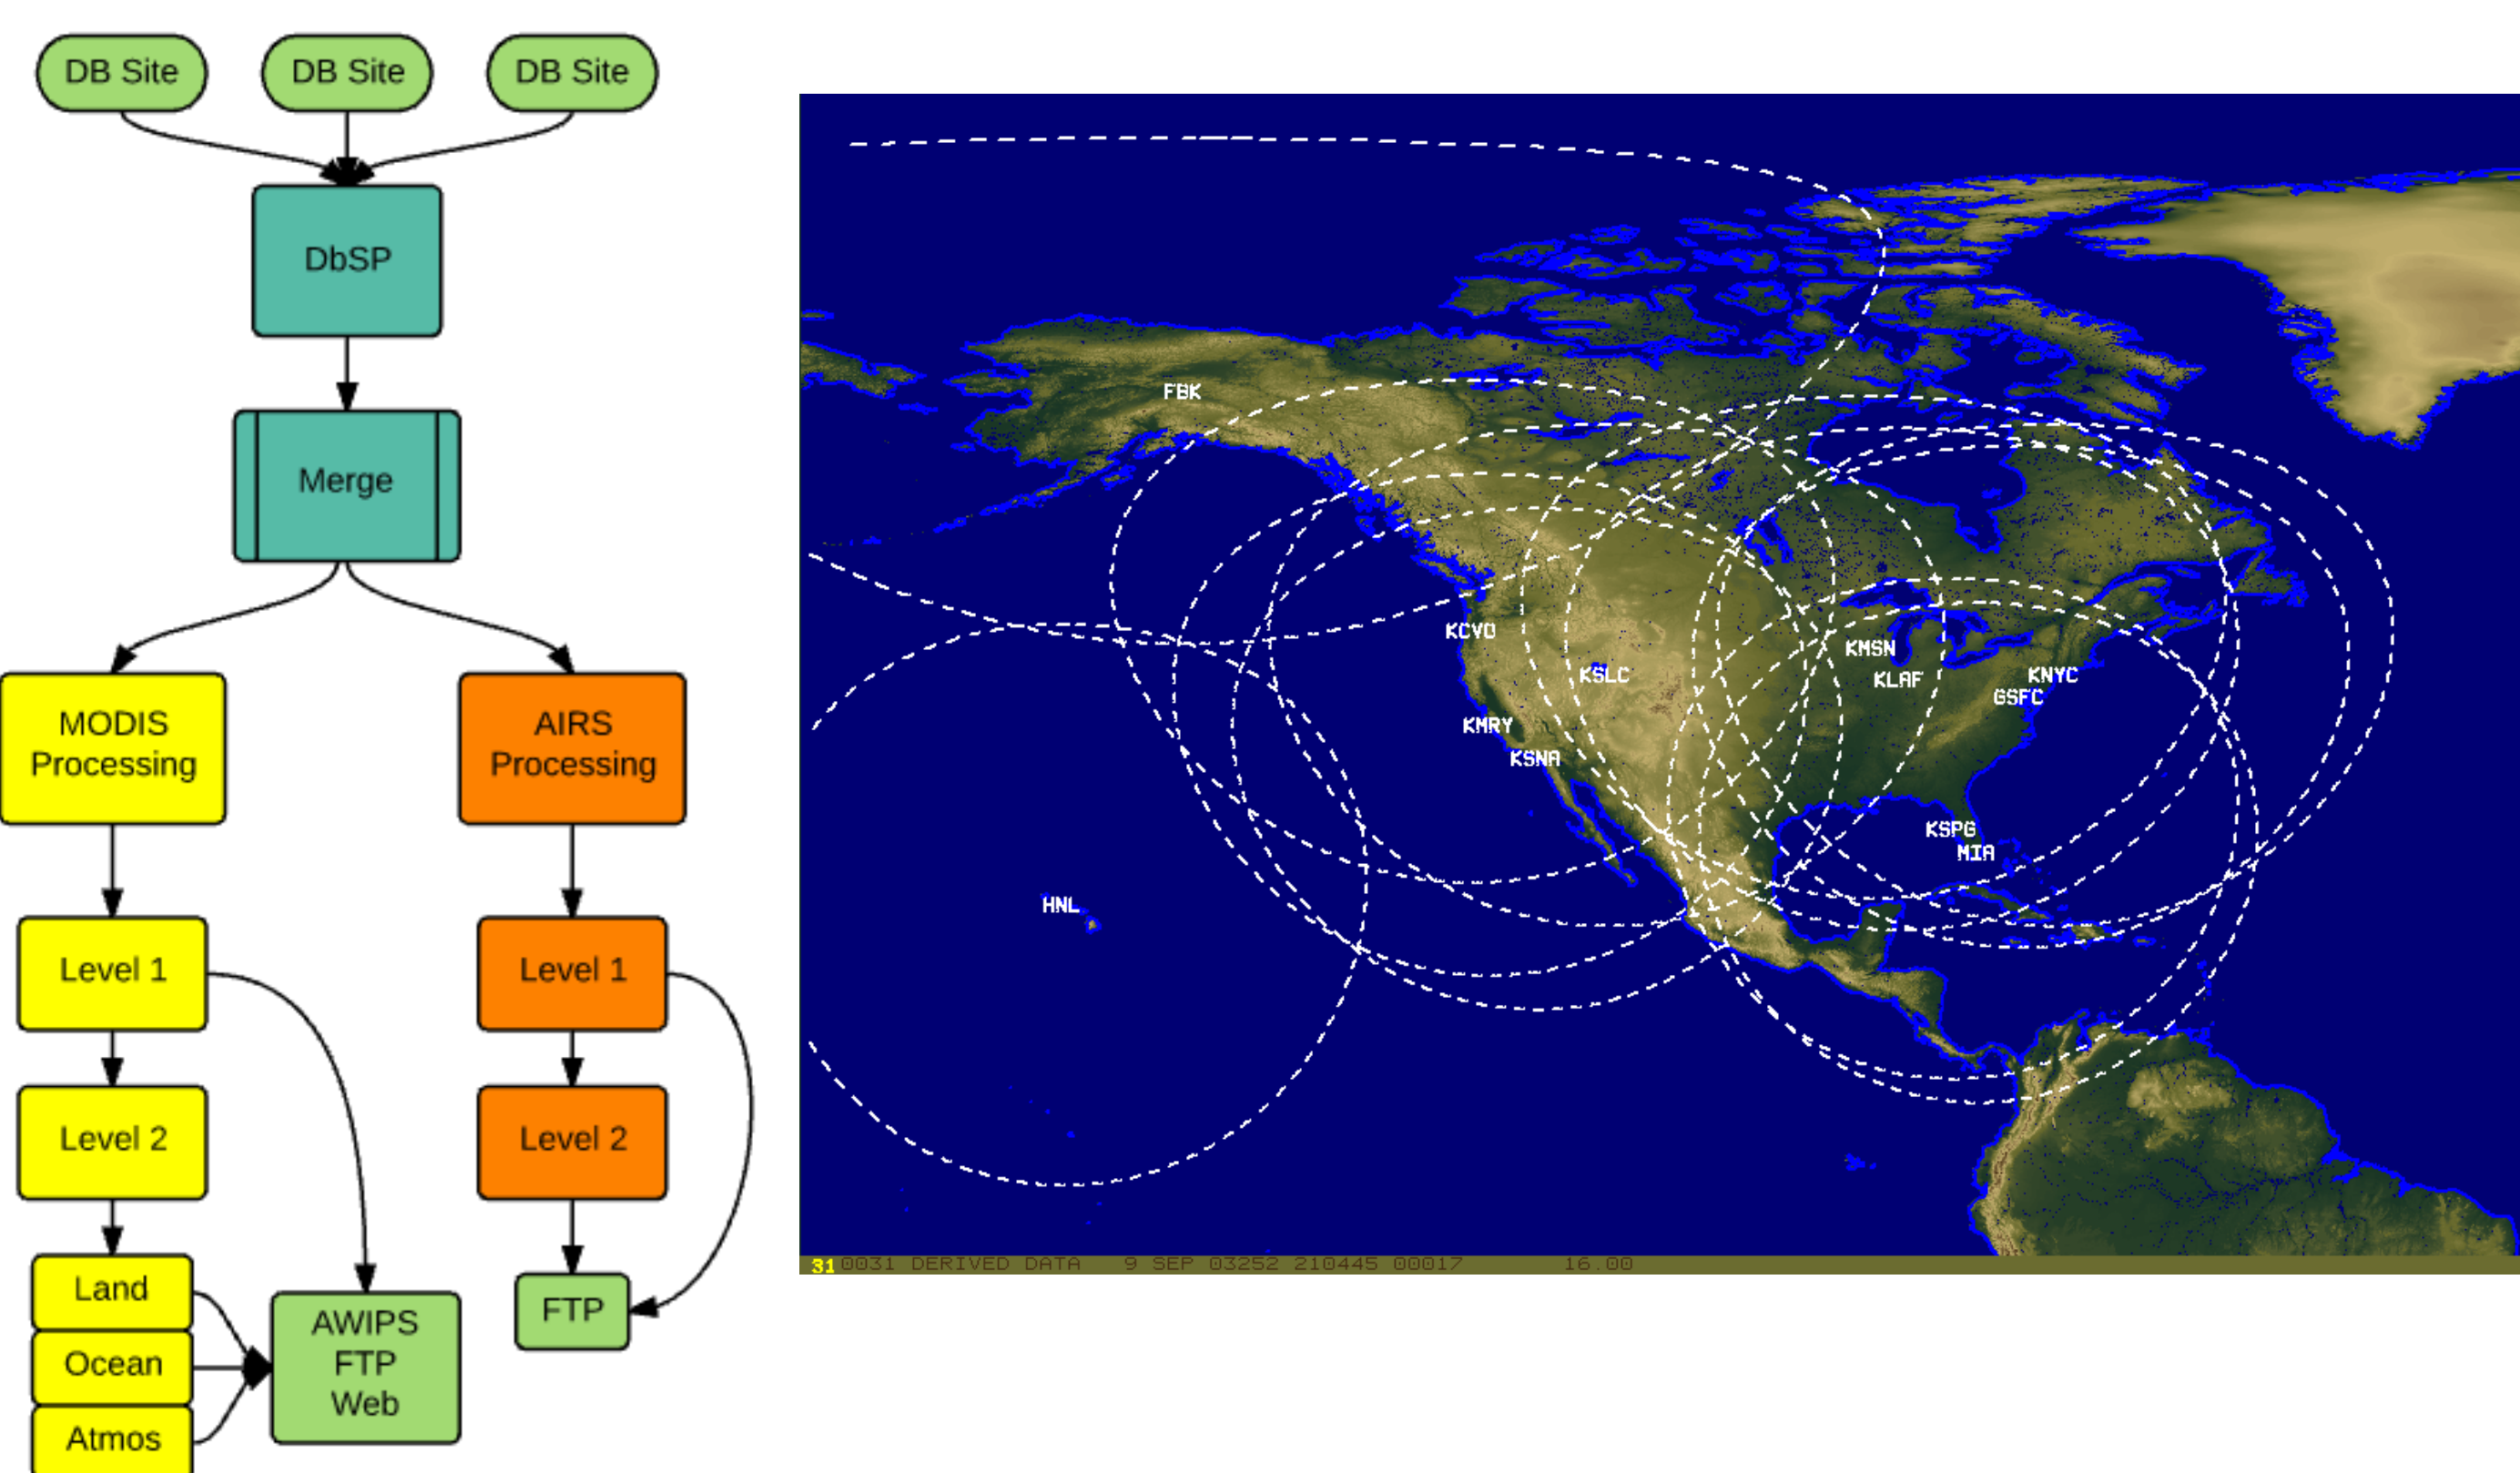 DB Site
DB Site
DB Site
DbSP
Merge
MODIS
Processing
AIRS
Processing
Level 1
Level 1
Level 2
Level 2
Land
Ocean
Atmos
AWIPS
FTP
Web
FTP
FBK
KCVO
KMSN
KSLC
KLAF
KNYC
GSFC
KMRY
KSNA
KSPG
MIA
HNL
31 0031 DERIVED DATA 9 SEP 03252 210445 00017 16.00